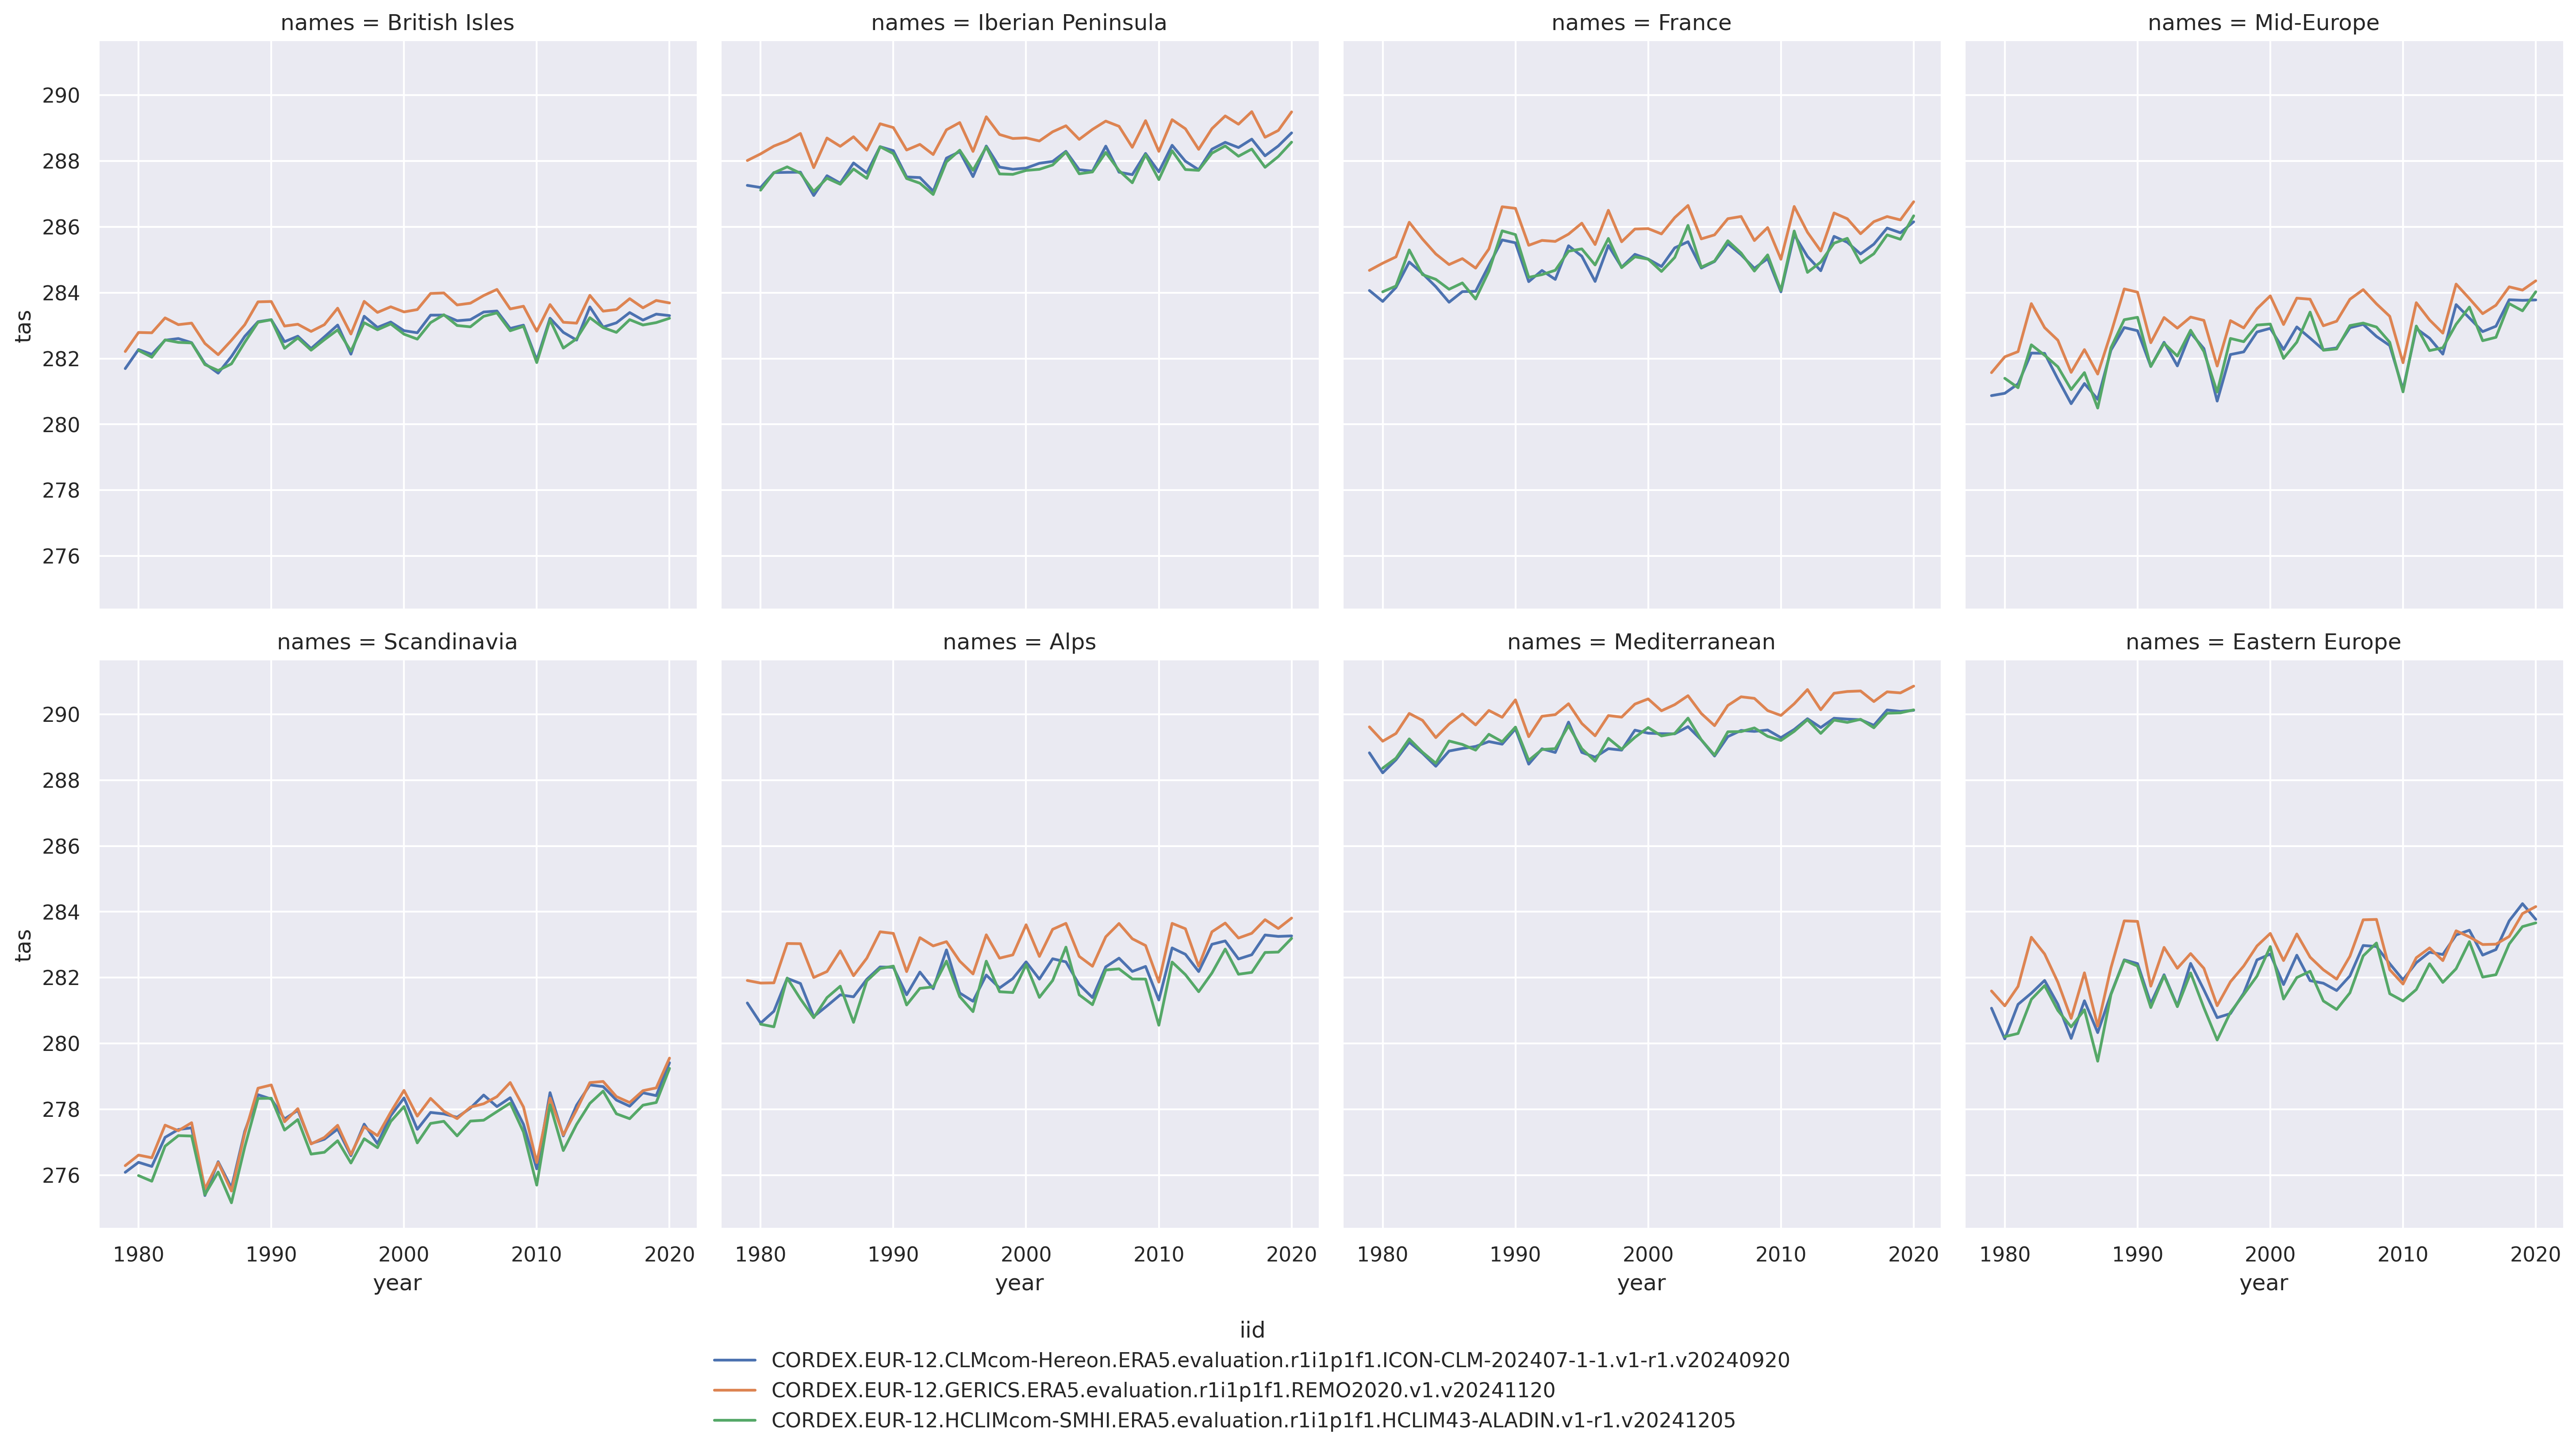 names = British Isles
names = Iberian Peninsula
names = France
names = Mid-Europe
290
288
286
284
282
280
278
276
tas
names = Scandinavia
names = Alps
names = Mediterranean
names = Eastern Europe
290
288
286
284
282
280
278
276
tas
1980 1990 2000 2010 2020
1980 1990 2000 2010 2020
1980 1990 2000 2010 2020
1980 1990 2000 2010 2020
year
year
year
year
iid
CORDEX.EUR-12.CLMcom-Hereon.ERA5.evaluation.r1i1p1f1.ICON-CLM-202407-1-1.v1-r1.v20240920
CORDEX.EUR-12.GERICS.ERA5.evaluation.r1i1p1f1.REMO2020.v1.v20241120
CORDEX.EUR-12.HCLIMcom-SMHI.ERA5.evaluation.r1i1p1f1.HCLIM43-ALADIN.v1-r1.v20241205